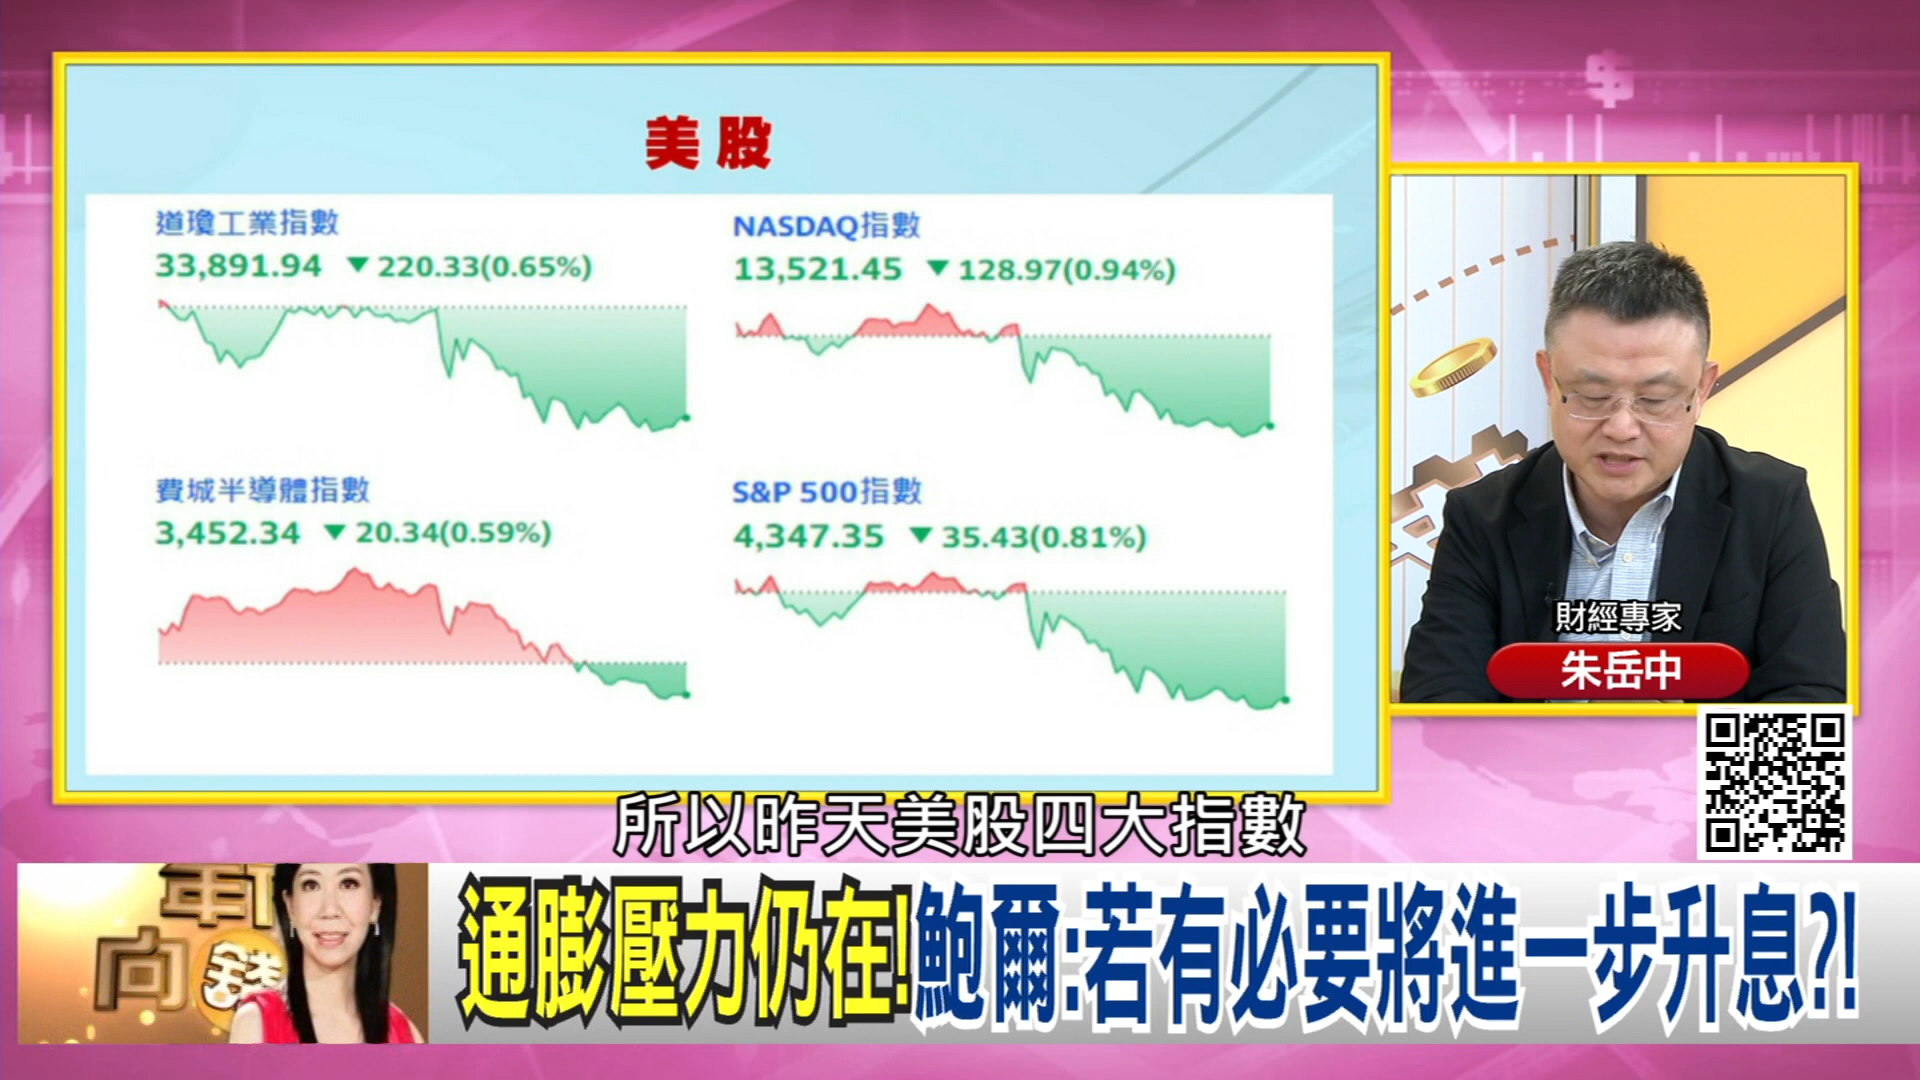 美股
道瓊工業指數
33,891.94 ▼220.33(0.65%)
NASDAQ指數
13,521.45 ▼128.97(0.94%)
費城半導體指數
3,452.34 ▼20.34(0.59%)
S&P 500指數
4,347.35 ▼35.43(0.81%)
財經專家
朱岳中
所以昨天美股四大指數
向錢
通膨壓力仍在!鮑爾:若有必要將進一步升息?!